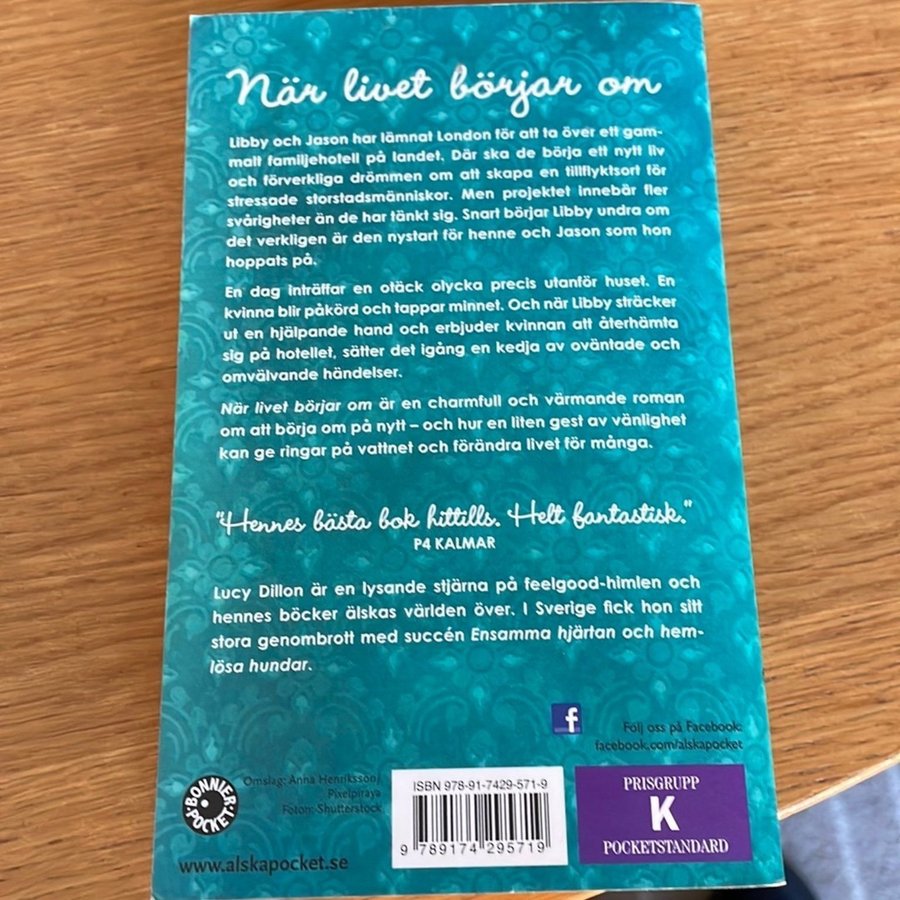 När livet börjar om
Libby och Jason har lämnat London för att ta över ett gam-
malt familjehotell på landet. Där ska de börja ett nytt liv
och förverkliga drömmen om att skapa en tillflyktsort för
stressade storstadsmänniskor. Men projektet innebär fler
svårigheter än de har tänkt sig. Snart börjar Libby undra om
det verkligen är den nystart för henne och Jason som hon
hoppats på.
En dag inträffar en otäck olycka precis utanför huset. En
kvinna blir påkörd och tappar minnet. Och när Libby sträcker
ut en hjälpande hand och erbjuder kvinnan att återhämta
sig på hotellet, sätter det igång en kedja av oväntade och
omvälvande händelser.
När livet börjar om är en charmfull och värmande roman
om att börja om på nytt – och hur en liten gest av vänlighet
kan ge ringar på vattnet och förändra livet för många.
"Hennes bästa bok hittills. Helt fantastisk."
P4 KALMAR
Lucy Dillon är en lysande stjärna på feelgood-himlen och
hennes böcker älskas världen över. I Sverige fick hon sitt
stora genombrott med succén Ensamma hjärtan och hem-
lösa hundar.
f
Följ oss på Facebook:
facebook.com/alskapocket
BONNIER POCKET
Omslag: Anna Henriksson/
Pixelpiraya
Foton: Shutterstock
www.alskapocket.se
ISBN 978-91-7429-571-9
9 789174 295719
PRISGRUPP
K
POCKETSTANDARD